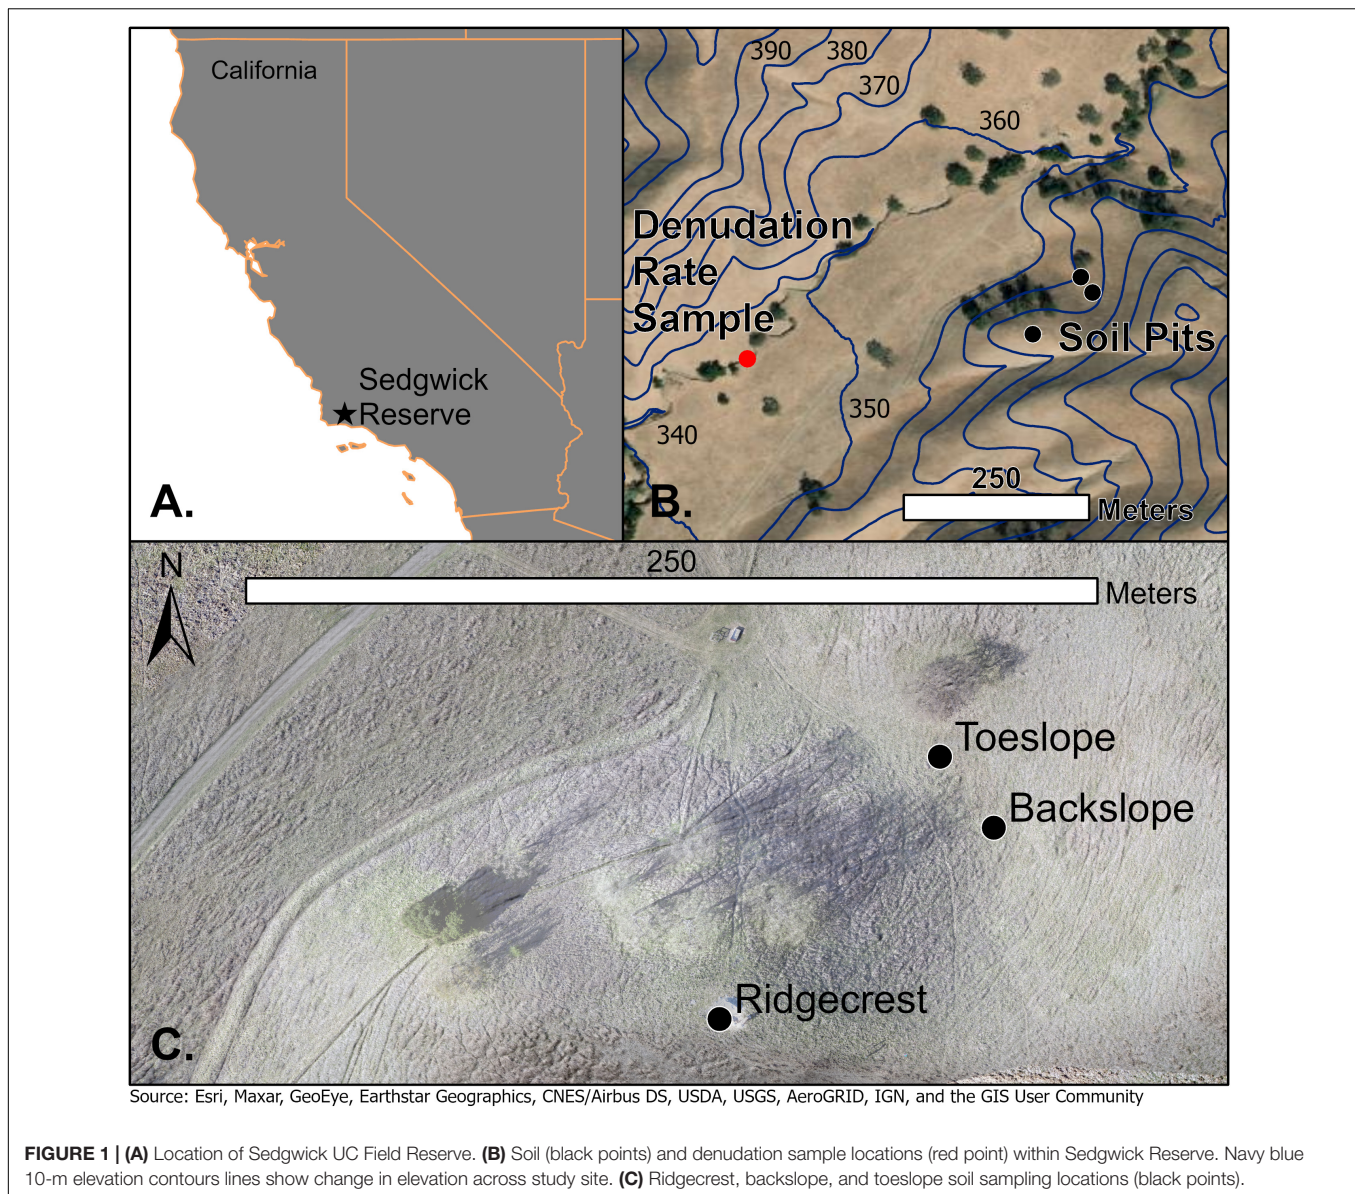 California
Sedgwick
Reserve
A.
390
380
370
360
Denudation
Rate
Sample
Soil Pits
350
340
250
Meters
B.
N
250
Meters
Toeslope
Backslope
Ridgecrest
C.
Source: Esri, Maxar, GeoEye, Earthstar Geographics, CNES/Airbus DS, USDA, USGS, AeroGRID, IGN, and the GIS User Community
FIGURE 1 | (A) Location of Sedgwick UC Field Reserve. (B) Soil (black points) and denudation sample locations (red point) within Sedgwick Reserve. Navy blue
10-m elevation contours lines show change in elevation across study site. (C) Ridgecrest, backslope, and toeslope soil sampling locations (black points).